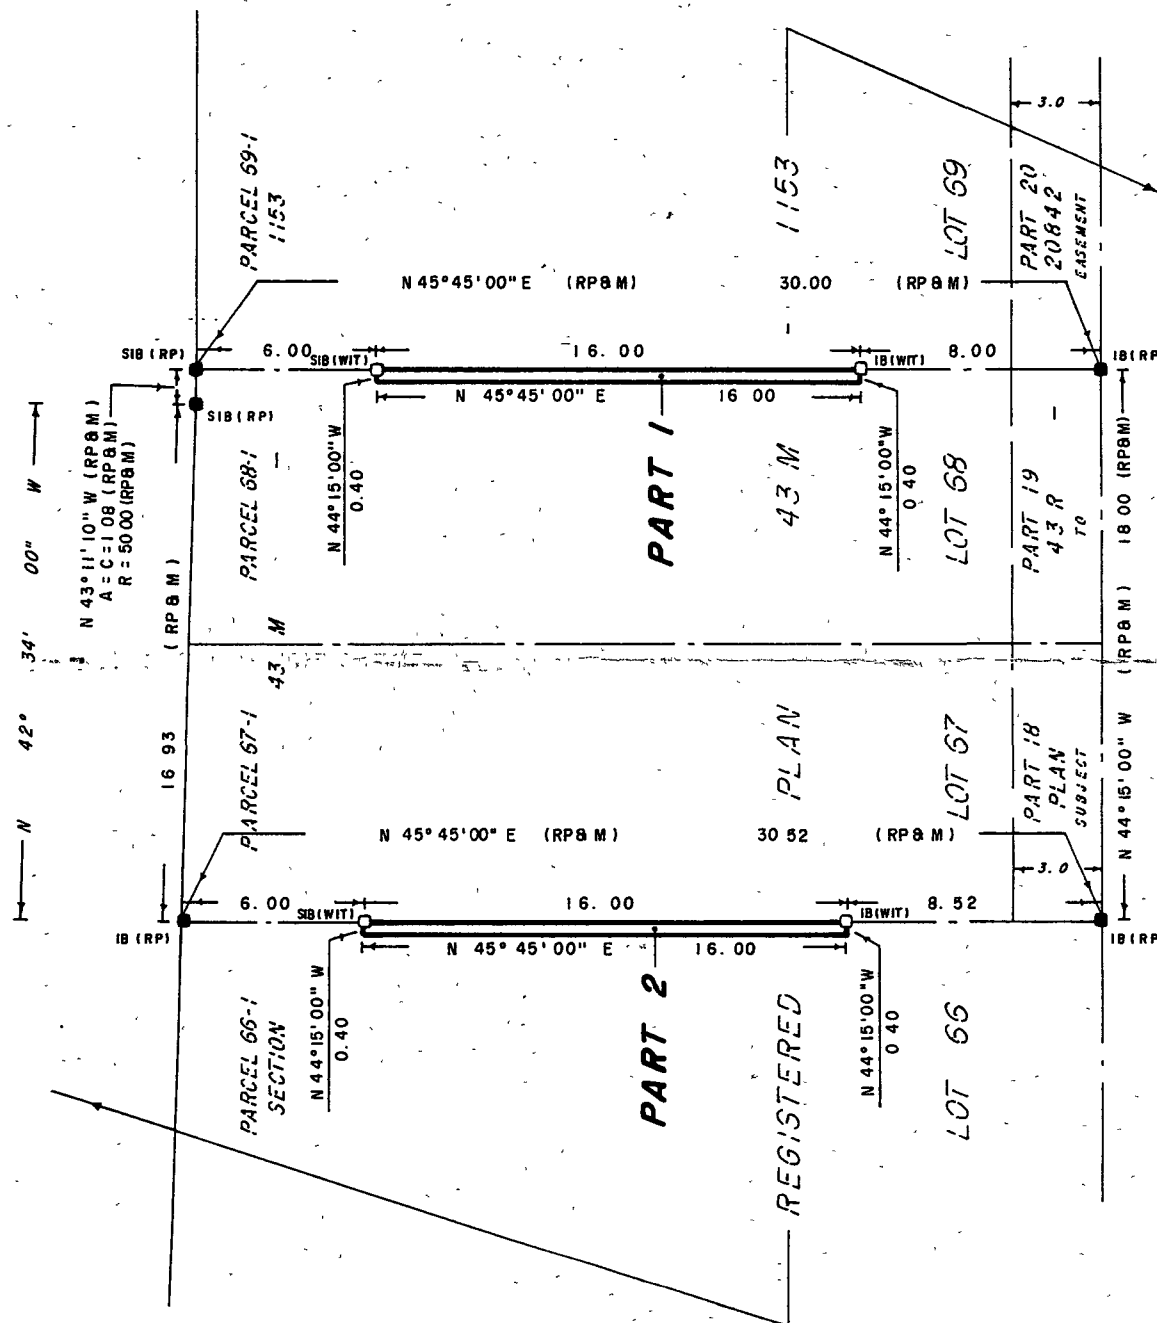 3.0
PARCEL 69-1
1153
1153
LOT 69
PART 20
20842
EASEMENT
N 45°45'00" E (RP&M) 30.00 (RP&M)
SIB (RP)
6.00
SIB (WIT)
16.00
IB (WIT)
8.00
IB (RP
SIB (RP)
N 45°45'00" E 16 00
N 44°15'00" W
0.40
N 44°15'00" W
0 40
N 43°11'10" W (RP&M)
A = C = 1 08 (RP&M)
R = 50 00 (RP&M)
N 42° 34' 00" W
16 93 (RP&M)
PARCEL 68-1
PART 1
43 M
LOT 68
PART 19
43 R
TO
N 44°15'00" W (RP&M) 18 00 (RP&M)
43 M
PARCEL 67-1
PLAN
LOT 67
PART 18
PLAN
SUBJECT
N 45°45'00" E (RP&M) 30 52 (RP&M)
3.0
6.00
SIB (WIT)
16.00
IB (WIT)
8.52
IB (RP)
IB (RP
N 45°45'00" E 16.00
N 44°15'00" W
0.40
N 44°15'00" W
0 40
PARCEL 66-1
SECTION
PART 2
REGISTERED
LOT 66